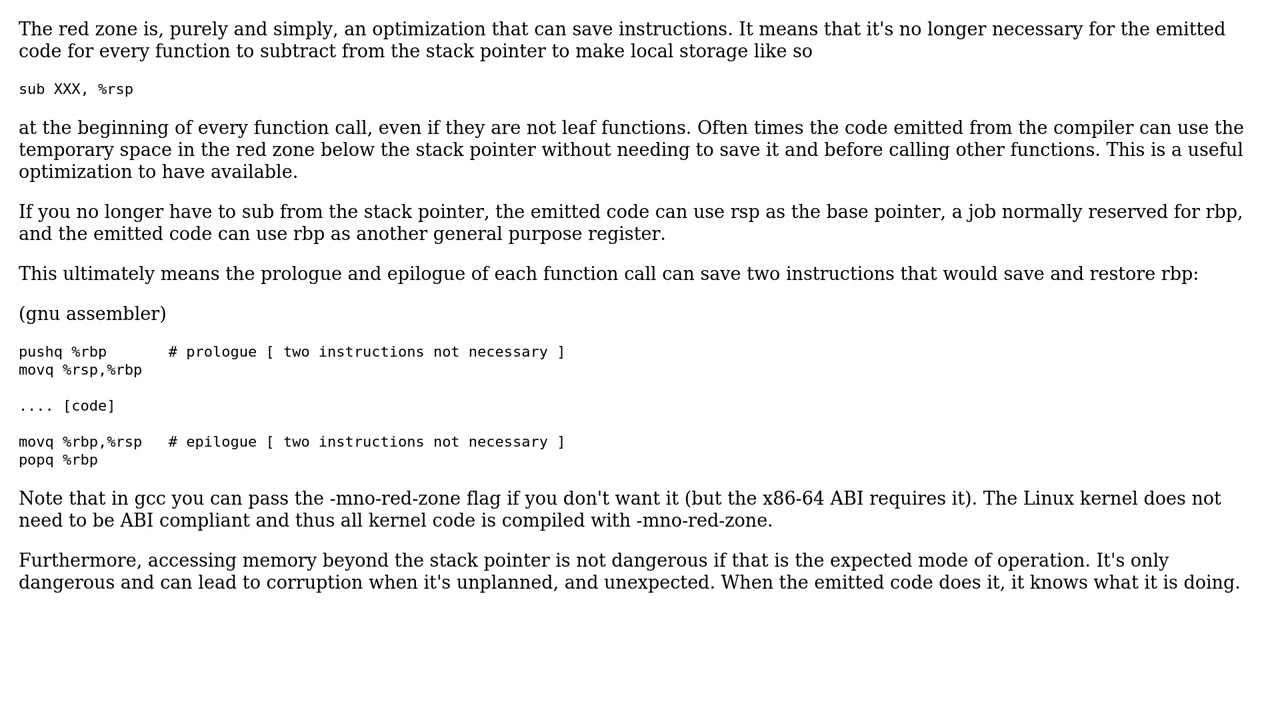 The red zone is, purely and simply, an optimization that can save instructions. It means that it's no longer necessary for the emitted
code for every function to subtract from the stack pointer to make local storage like so
sub XXX, %rsp
at the beginning of every function call, even if they are not leaf functions. Often times the code emitted from the compiler can use the
temporary space in the red zone below the stack pointer without needing to save it and before calling other functions. This is a useful
optimization to have available.
If you no longer have to sub from the stack pointer, the emitted code can use rsp as the base pointer, a job normally reserved for rbp,
and the emitted code can use rbp as another general purpose register.
This ultimately means the prologue and epilogue of each function call can save two instructions that would save and restore rbp:
(gnu assembler)
pushq %rbp       # prologue [ two instructions not necessary ]
movq %rsp,%rbp
.... [code]
movq %rbp,%rsp   # epilogue [ two instructions not necessary ]
popq %rbp
Note that in gcc you can pass the -mno-red-zone flag if you don't want it (but the x86-64 ABI requires it). The Linux kernel does not
need to be ABI compliant and thus all kernel code is compiled with -mno-red-zone.
Furthermore, accessing memory beyond the stack pointer is not dangerous if that is the expected mode of operation. It's only
dangerous and can lead to corruption when it's unplanned, and unexpected. When the emitted code does it, it knows what it is doing.